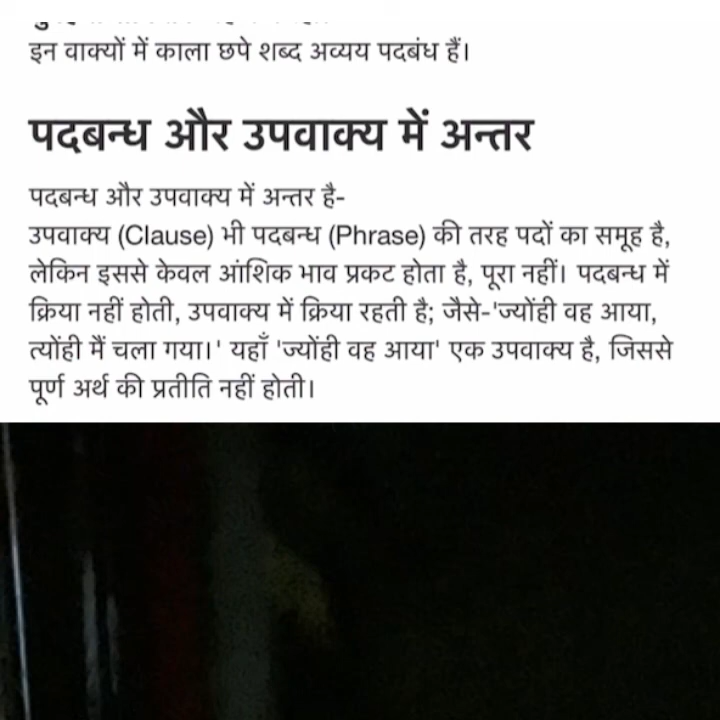 इन वाक्यों में काला छपे शब्द अव्यय पदबंध हैं।
पदबन्ध और उपवाक्य में अन्तर
पदबन्ध और उपवाक्य में अन्तर है-
उपवाक्य (Clause) भी पदबन्ध (Phrase) की तरह पदों का समूह है,
लेकिन इससे केवल आंशिक भाव प्रकट होता है, पूरा नहीं। पदबन्ध में
क्रिया नहीं होती, उपवाक्य में क्रिया रहती है; जैसे-'ज्योंही वह आया,
त्योंही मैं चला गया।' यहाँ 'ज्योंही वह आया' एक उपवाक्य है, जिससे
पूर्ण अर्थ की प्रतीति नहीं होती।